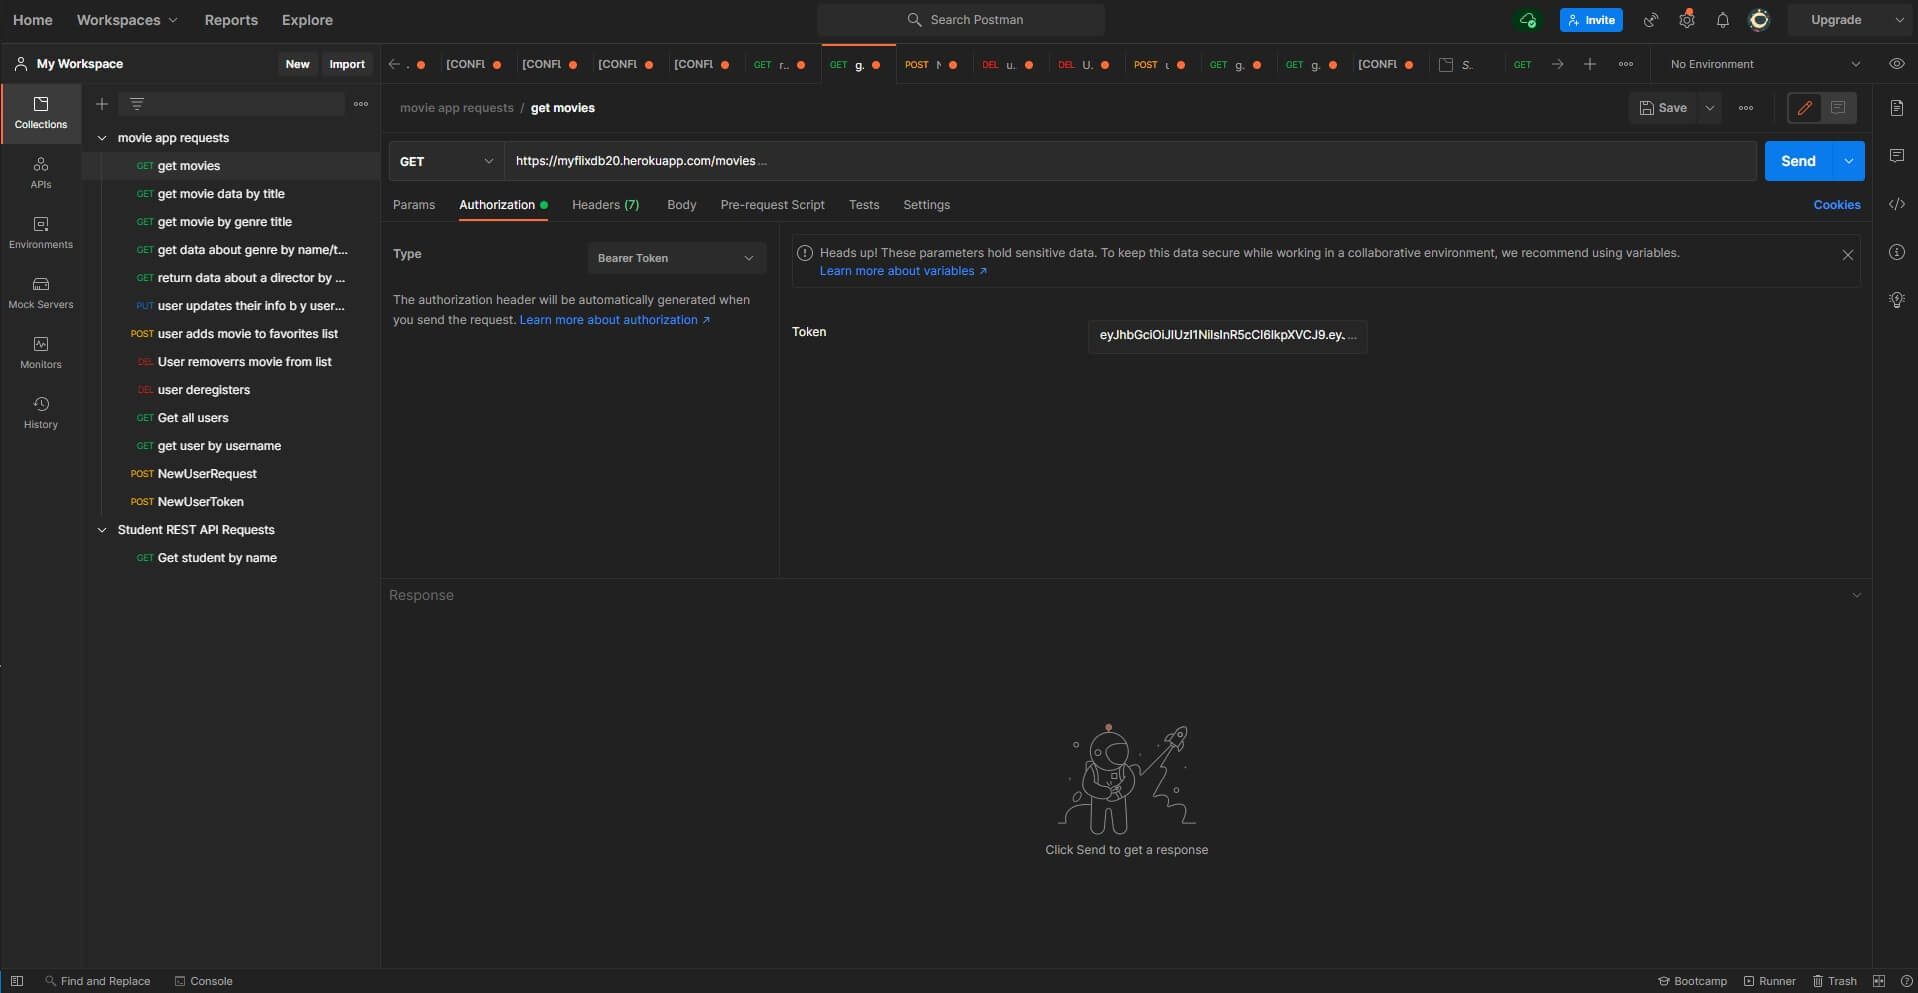 Home Workspaces Reports Explore
Search Postman
Invite
Upgrade
My Workspace
New Import
[CONFL
[CONFL
[CONFL
[CONFL
GET r..
GET g.
POST
DEL u.
DEL U.
POST
GET g.
GET g.
[CONFL
S..
GET
No Environment
Collections
APIs
Environments
Mock Servers
Monitors
History
movie app requests
GET get movies
GET get movie data by title
GET get movie by genre title
GET get data about genre by name/t...
GET return data about a director by ...
PUT user updates their info b y user...
POST user adds movie to favorites list
DEL User removerrs movie from list
DEL user deregisters
GET Get all users
GET get user by username
POST NewUserRequest
POST NewUserToken
Student REST API Requests
GET Get student by name
movie app requests / get movies
Save
GET
https://myflixdb20.herokuapp.com/movies ...
Send
Params Authorization Headers (7) Body Pre-request Script Tests Settings
Cookies
Type
Bearer Token
The authorization header will be automatically generated when
you send the request. Learn more about authorization ↗
Heads up! These parameters hold sensitive data. To keep this data secure while working in a collaborative environment, we recommend using variables.
Learn more about variables ↗
Token
Response
Click Send to get a response
Find and Replace Console
Bootcamp Runner Trash